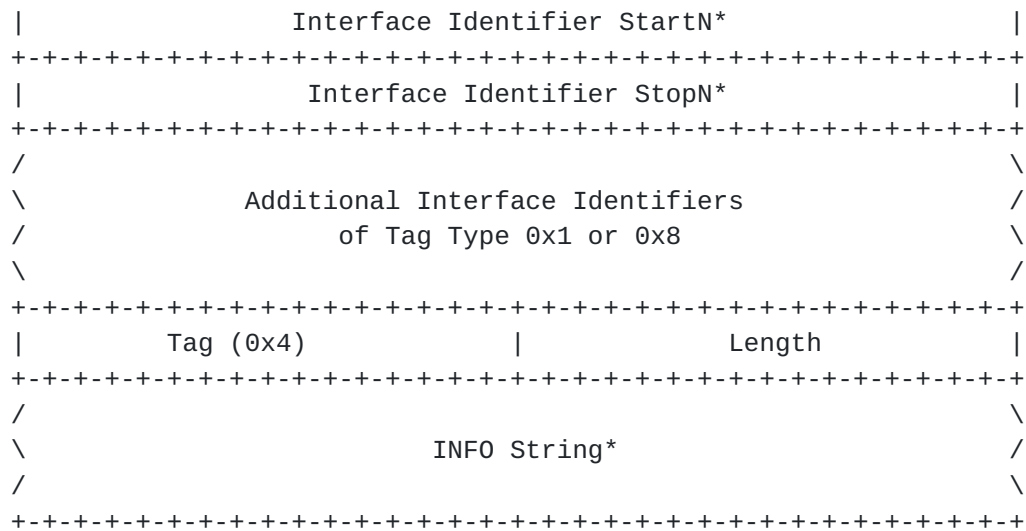 |                 Interface Identifier StartN*                  |
+-+-+-+-+-+-+-+-+-+-+-+-+-+-+-+-+-+-+-+-+-+-+-+-+-+-+-+-+-+-+-+-+
|                  Interface Identifier StopN*                  |
+-+-+-+-+-+-+-+-+-+-+-+-+-+-+-+-+-+-+-+-+-+-+-+-+-+-+-+-+-+-+-+-+
/                                                               \
\              Additional Interface Identifiers                 /
/                    of Tag Type 0x1 or 0x8                     \
\                                                               /
+-+-+-+-+-+-+-+-+-+-+-+-+-+-+-+-+-+-+-+-+-+-+-+-+-+-+-+-+-+-+-+-+
|         Tag (0x4)             |             Length            |
+-+-+-+-+-+-+-+-+-+-+-+-+-+-+-+-+-+-+-+-+-+-+-+-+-+-+-+-+-+-+-+-+
/                                                               \
\                          INFO String*                         /
/                                                               \
+-+-+-+-+-+-+-+-+-+-+-+-+-+-+-+-+-+-+-+-+-+-+-+-+-+-+-+-+-+-+-+-+